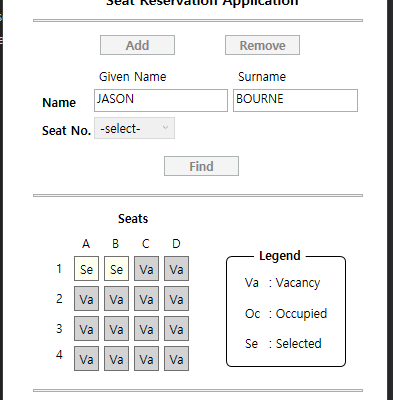 Seat Reservation Application
Add Remove
Given Name Surname
Name JASON BOURNE
Seat No. -select-
Find
Seats
A B C D
1 Se Se Va Va
2 Va Va Va Va
3 Va Va Va Va
4 Va Va Va Va
Legend
Va : Vacancy
Oc : Occupied
Se : Selected